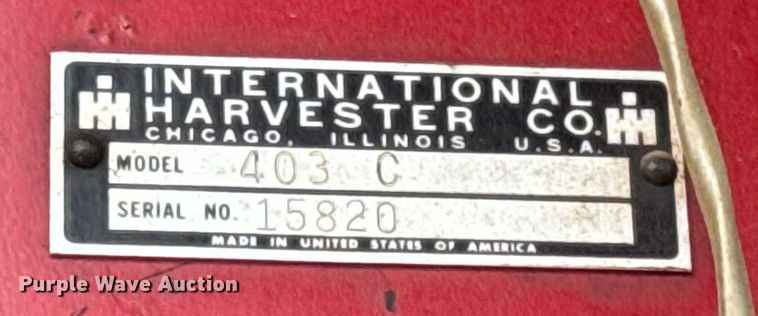 INTERNATIONAL
HARVESTER CO.
CHICAGO, ILLINOIS U.S.A.
MODEL 403 C
SERIAL NO. 15820
MADE IN UNITED STATES OF AMERICA
Purple Wave Auction